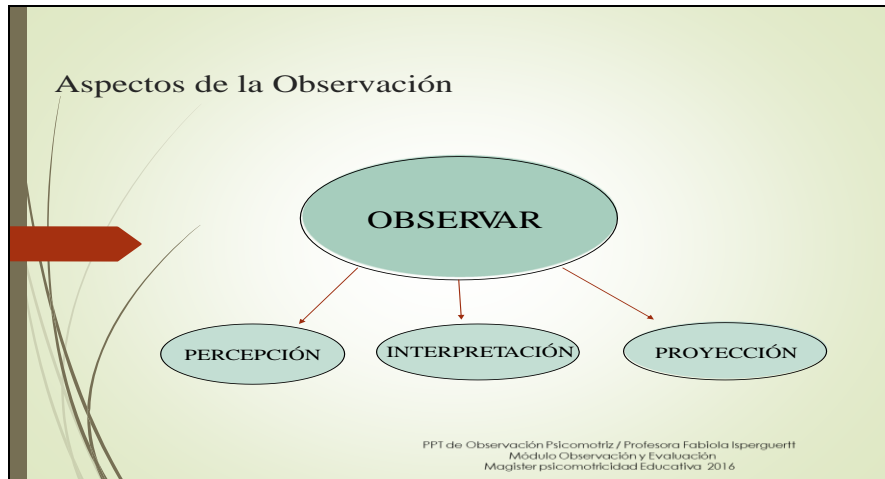 Aspectos de la Observación
OBSERVAR
PERCEPCIÓN
INTERPRETACIÓN
PROYECCIÓN
PPT de Observación Psicomotriz / Profesora Fabiola Isperguertt
Módulo Observación y Evaluación
Magister psicomotricidad Educativa 2016